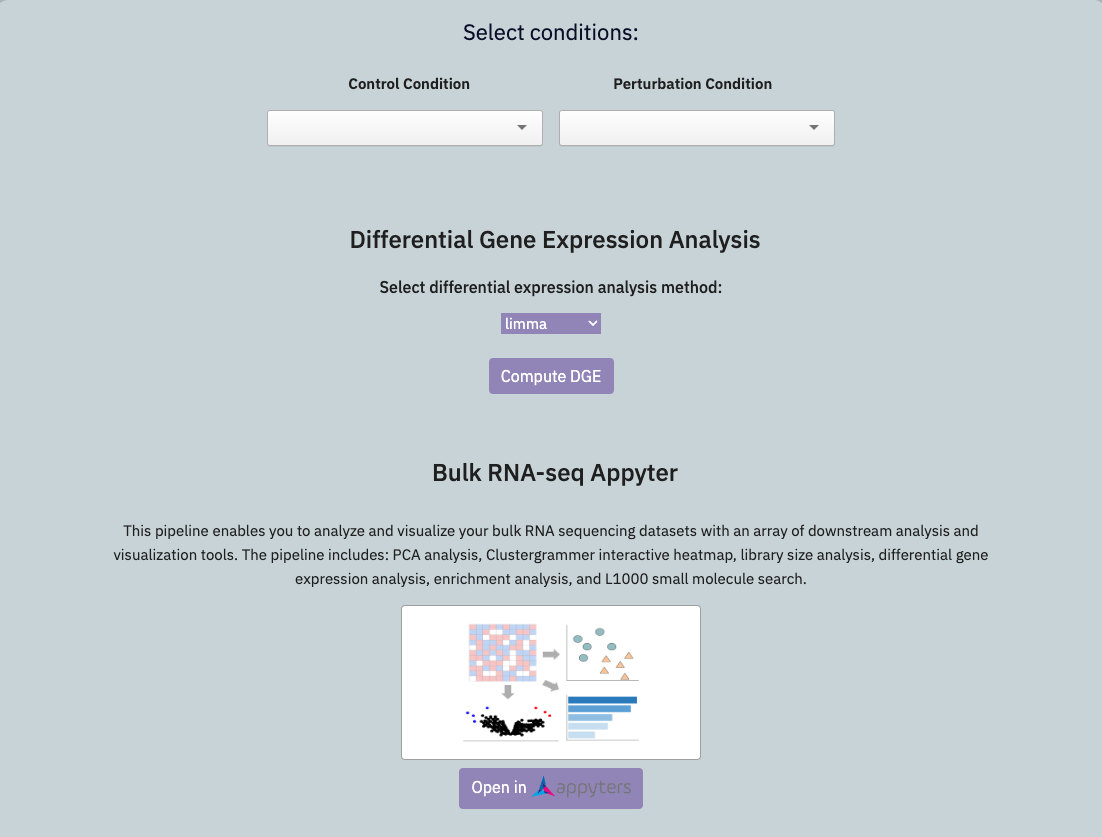 Select conditions:
Control Condition
Perturbation Condition
Differential Gene Expression Analysis
Select differential expression analysis method:
limma
Compute DGE
Bulk RNA-seq Appyter
This pipeline enables you to analyze and visualize your bulk RNA sequencing datasets with an array of downstream analysis and
visualization tools. The pipeline includes: PCA analysis, Clustergrammer interactive heatmap, library size analysis, differential gene
expression analysis, enrichment analysis, and L1000 small molecule search.
Open in appyters